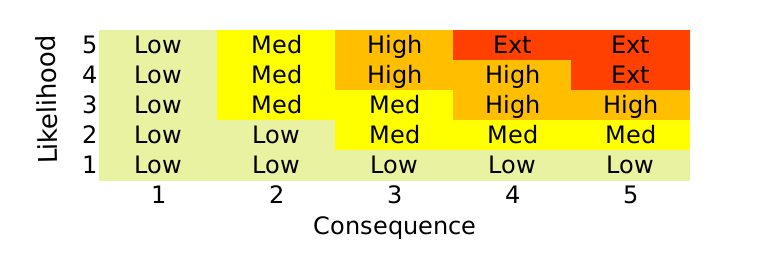 Likelihood
5 Low Med High Ext Ext
4 Low Med High High Ext
3 Low Med Med High High
2 Low Low Med Med Med
1 Low Low Low Low Low
1 2 3 4 5
Consequence